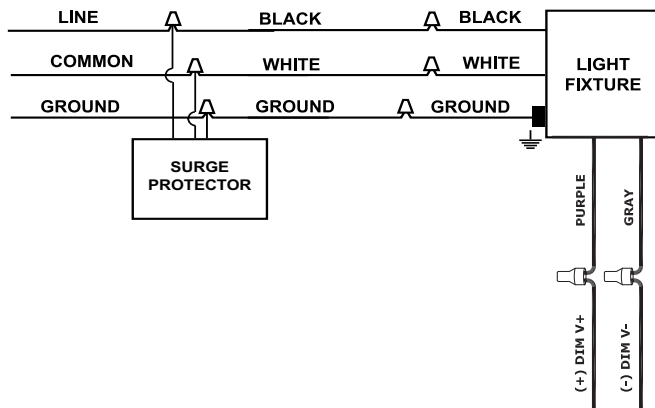 LINE BLACK BLACK
COMMON WHITE WHITE
GROUND GROUND GROUND
LIGHT
FIXTURE
SURGE
PROTECTOR
PURPLE
GRAY
(+) DIM V+
(-) DIM V-